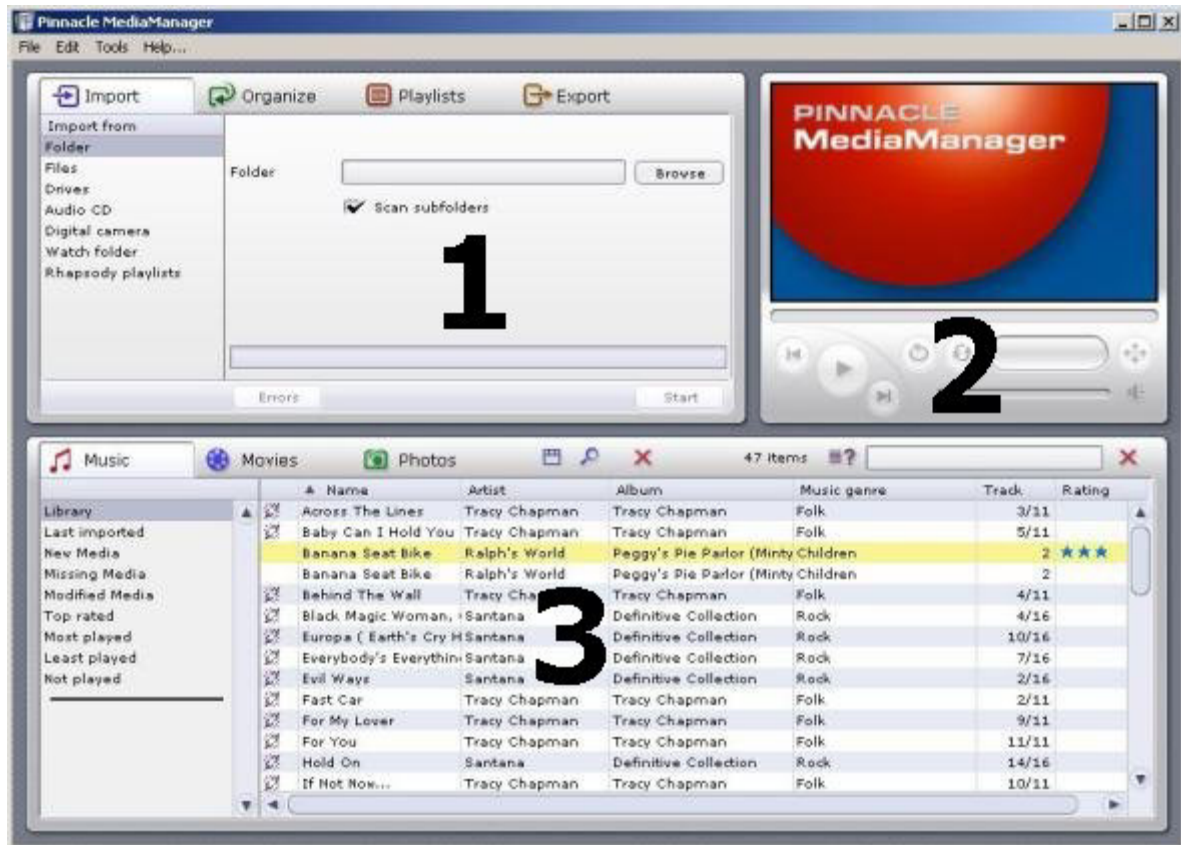 Pinnacle MediaManager
File Edit Tools Help...
Import Organize Playlists Export
Import from
Folder
Files
Drives
Audio CD
Digital camera
Watch folder
Rhapsody playlists
Folder Browse
Scan subfolders
1
Errors Start
PINNACLE
MediaManager
2
Music Movies Photos 47 items ?
Library
Last imported
New Media
Missing Media
Modified Media
Top rated
Most played
Least played
Not played
Name Artist Album Music genre Track Rating
Across The Lines Tracy Chapman Tracy Chapman Folk 3/11
Baby Can I Hold You Tracy Chapman Tracy Chapman Folk 5/11
Banana Seat Bike Ralph's World Peggy's Pie Parlor (Minty Children 2 ★★★
Banana Seat Bike Ralph's World Peggy's Pie Parlor (Minty Children 2
Behind The Wall Tracy Cha Tracy Chapman Folk 4/11
Black Magic Woman, Santana Definitive Collection Rock 4/16
Europa ( Earth's Cry H Santana Definitive Collection Rock 10/16
Everybody's Everythin Santana Definitive Collection Rock 7/16
Evil Ways Santana Definitive Collection Rock 2/16
Fast Car Tracy Chapman Tracy Chapman Folk 2/11
For My Lover Tracy Chapman Tracy Chapman Folk 9/11
For You Tracy Chapman Tracy Chapman Folk 11/11
Hold On Santana Definitive Collection Rock 14/16
If Not Now... Tracy Chapman Tracy Chapman Folk 10/11
3